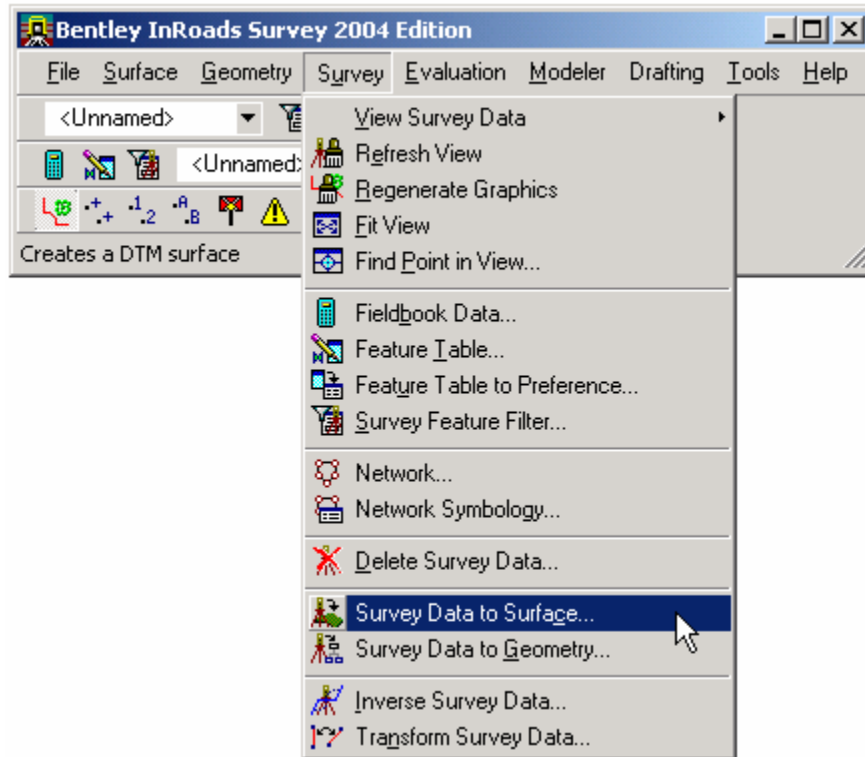 Bentley InRoads Survey 2004 Edition
File Surface Geometry Survey Evaluation Modeler Drafting Tools Help
<Unnamed>
View Survey Data
<Unnamed>
Refresh View
Regenerate Graphics
.1 .2 .A .B
Fit View
Creates a DTM surface
Find Point in View...
Fieldbook Data...
Feature Table...
Feature Table to Preference...
Survey Feature Filter...
Network...
Network Symbology...
Delete Survey Data...
Survey Data to Surface...
Survey Data to Geometry...
Inverse Survey Data...
Transform Survey Data...